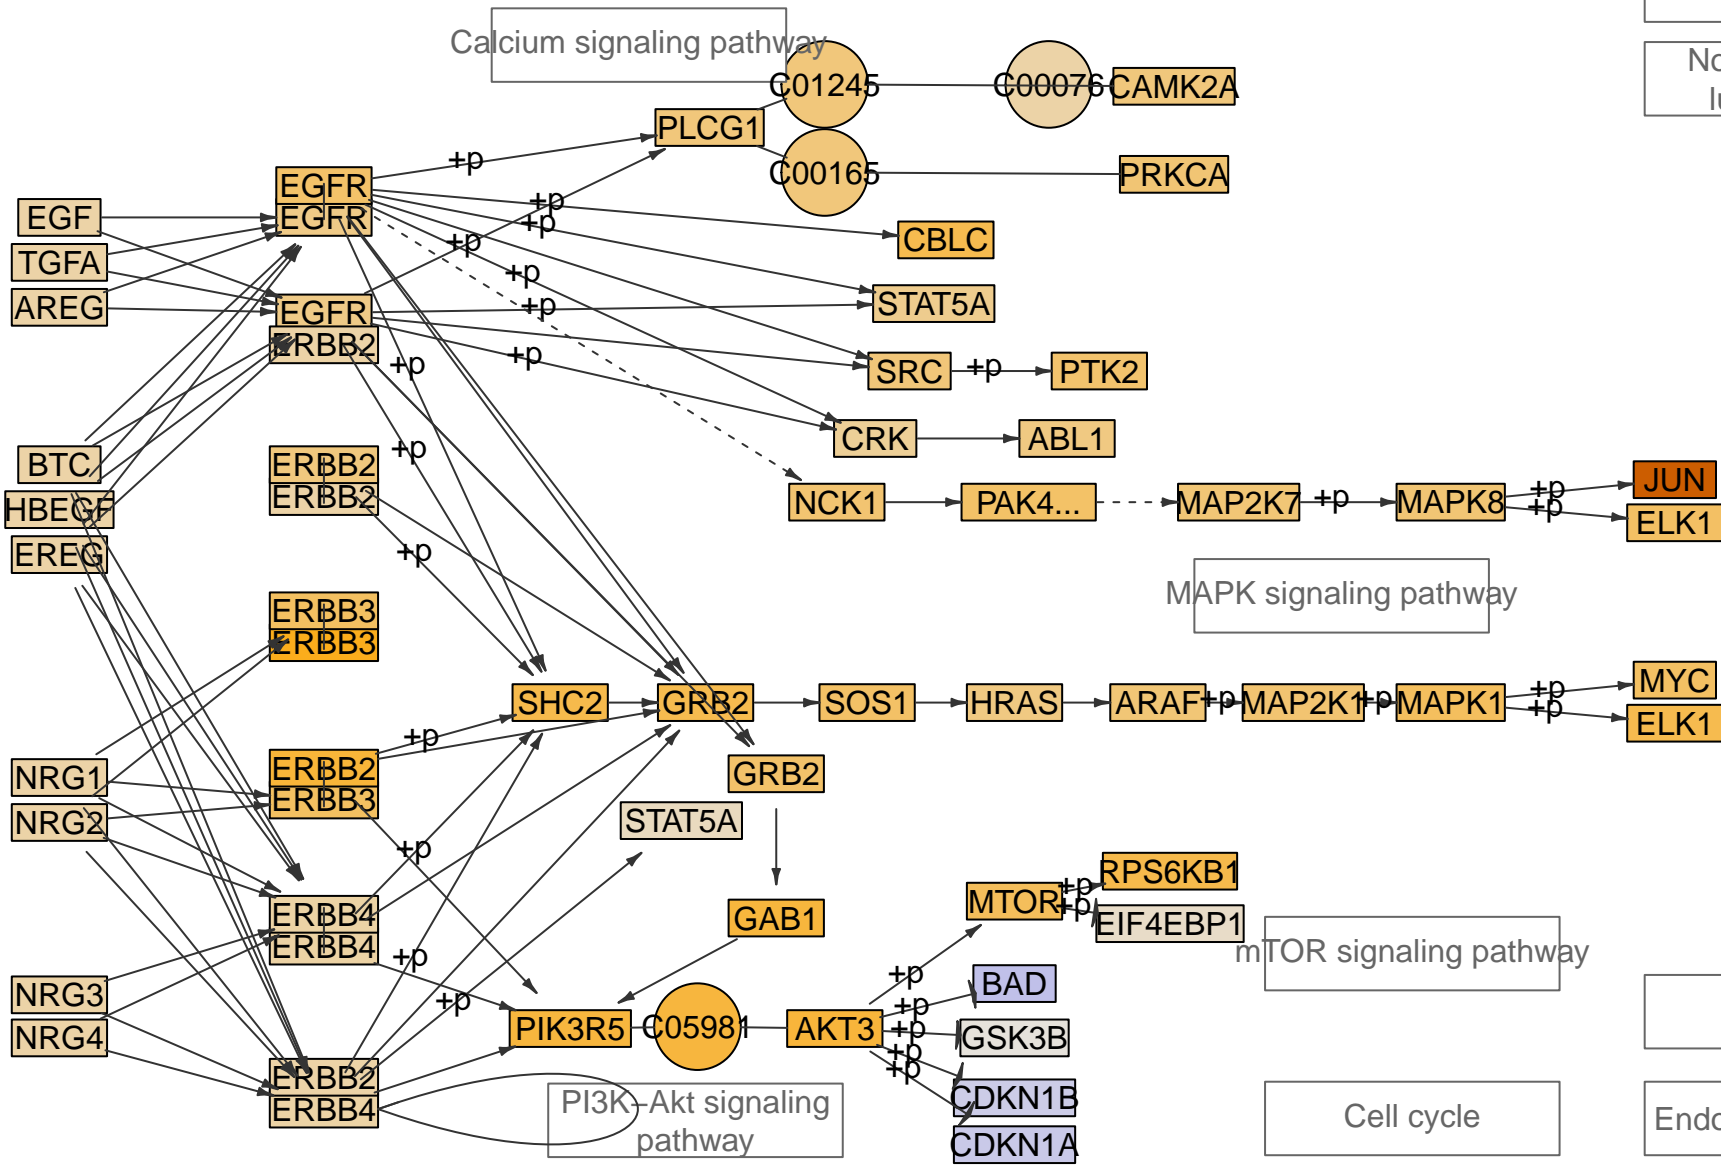 Calcium signaling pathway
C01245
C00076
CAMK2A
PLCG1
C00165
PRKCA
+p
EGFR
EGFR
EGF
TGFA
AREG
+p
+p
+p
+p
+p
+p
+p
CBLC
STAT5A
EGFR
ERBB2
SRC
+p
PTK2
CRK
ABL1
BTC
HBEGF
EREG
ERBB2
ERBB2
+p
+p
NCK1
PAK4...
MAP2K7
+p
MAPK8
+p
+p
JUN
ELK1
MAPK signaling pathway
ERBB3
ERBB3
SHC2
GRB2
SOS1
HRAS
ARAF
+p
MAP2K1
+p
MAPK1
+p
+p
MYC
ELK1
NRG1
NRG2
ERBB2
ERBB3
+p
GRB2
STAT5A
+p
ERBB4
ERBB4
+p
+p
GAB1
MTOR
+p
+p
RPS6KB1
EIF4EBP1
mTOR signaling pathway
NRG3
NRG4
PIK3R5
C05981
AKT3
+p
+p
+p
+p
+p
BAD
GSK3B
CDKN1B
CDKN1A
ERBB2
ERBB4
PI3K−Akt signaling
pathway
Cell cycle
Endo
No
lu